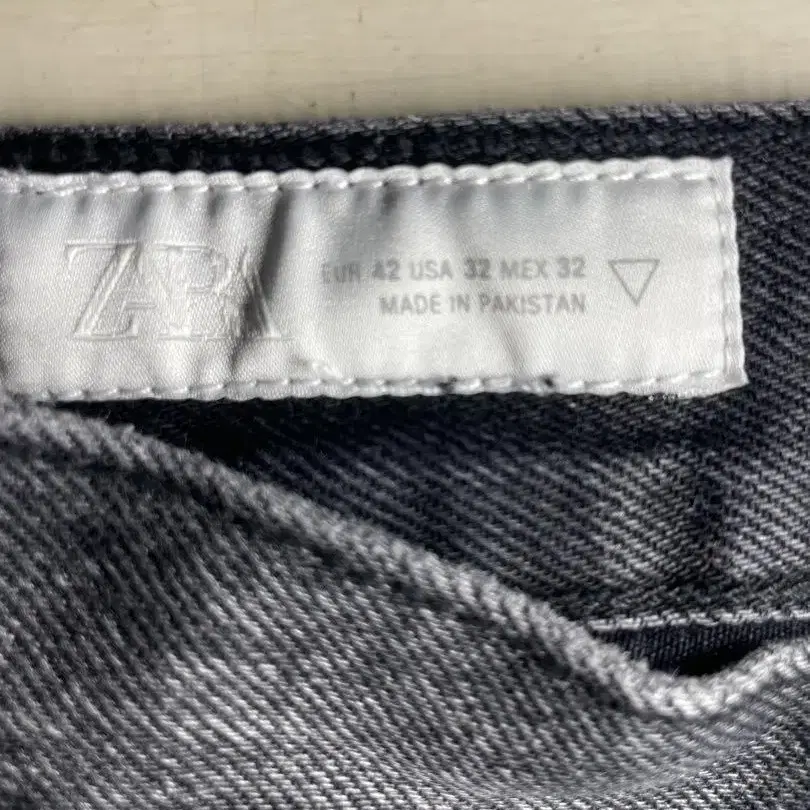 ZARA
EUR 42 USA 32 MEX 32
MADE IN PAKISTAN